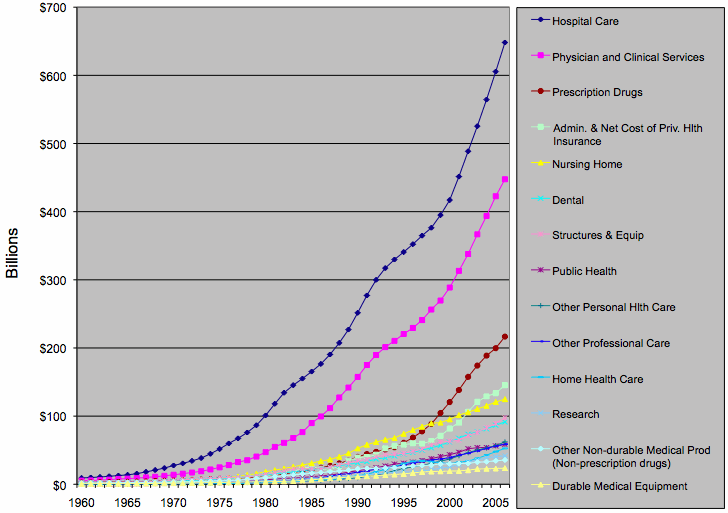 $700
$600
$500
$400
$300
$200
$100
$0
Billions
1960 1965 1970 1975 1980 1985 1990 1995 2000 2005
Hospital Care
Physician and Clinical Services
Prescription Drugs
Admin. & Net Cost of Priv. Hlth
Insurance
Nursing Home
Dental
Structures & Equip
Public Health
Other Personal Hlth Care
Other Professional Care
Home Health Care
Research
Other Non-durable Medical Prod
(Non-prescription drugs)
Durable Medical Equipment